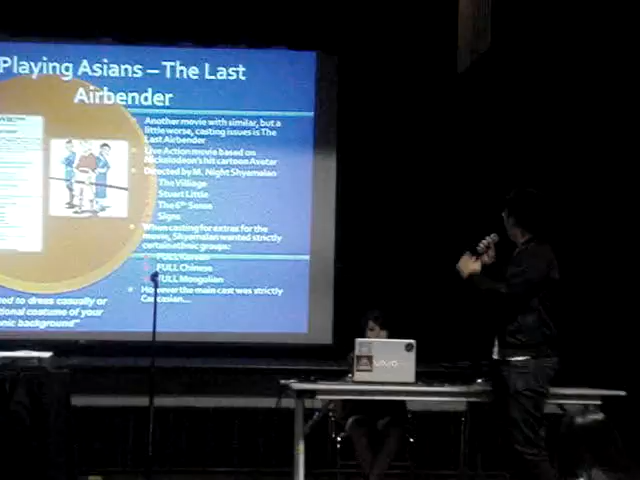 Playing Asians – The Last
Airbender
Another movie with similar, but a
little worse, casting issues is The
Last Airbender
Live Action movie based on
Nickelodeon's hit cartoon Avatar
Directed by M. Night Shyamalan
The Village
Stuart Little
The 6th Sense
Signs
When casting for extras for the
movie, Shyamalan wanted strictly
certain ethnic groups:
FULL Korean
FULL Chinese
FULL Mongolian
However the main cast was strictly
Caucasian...
ed to dress casually or
tional costume of your
nic background"
VAIO